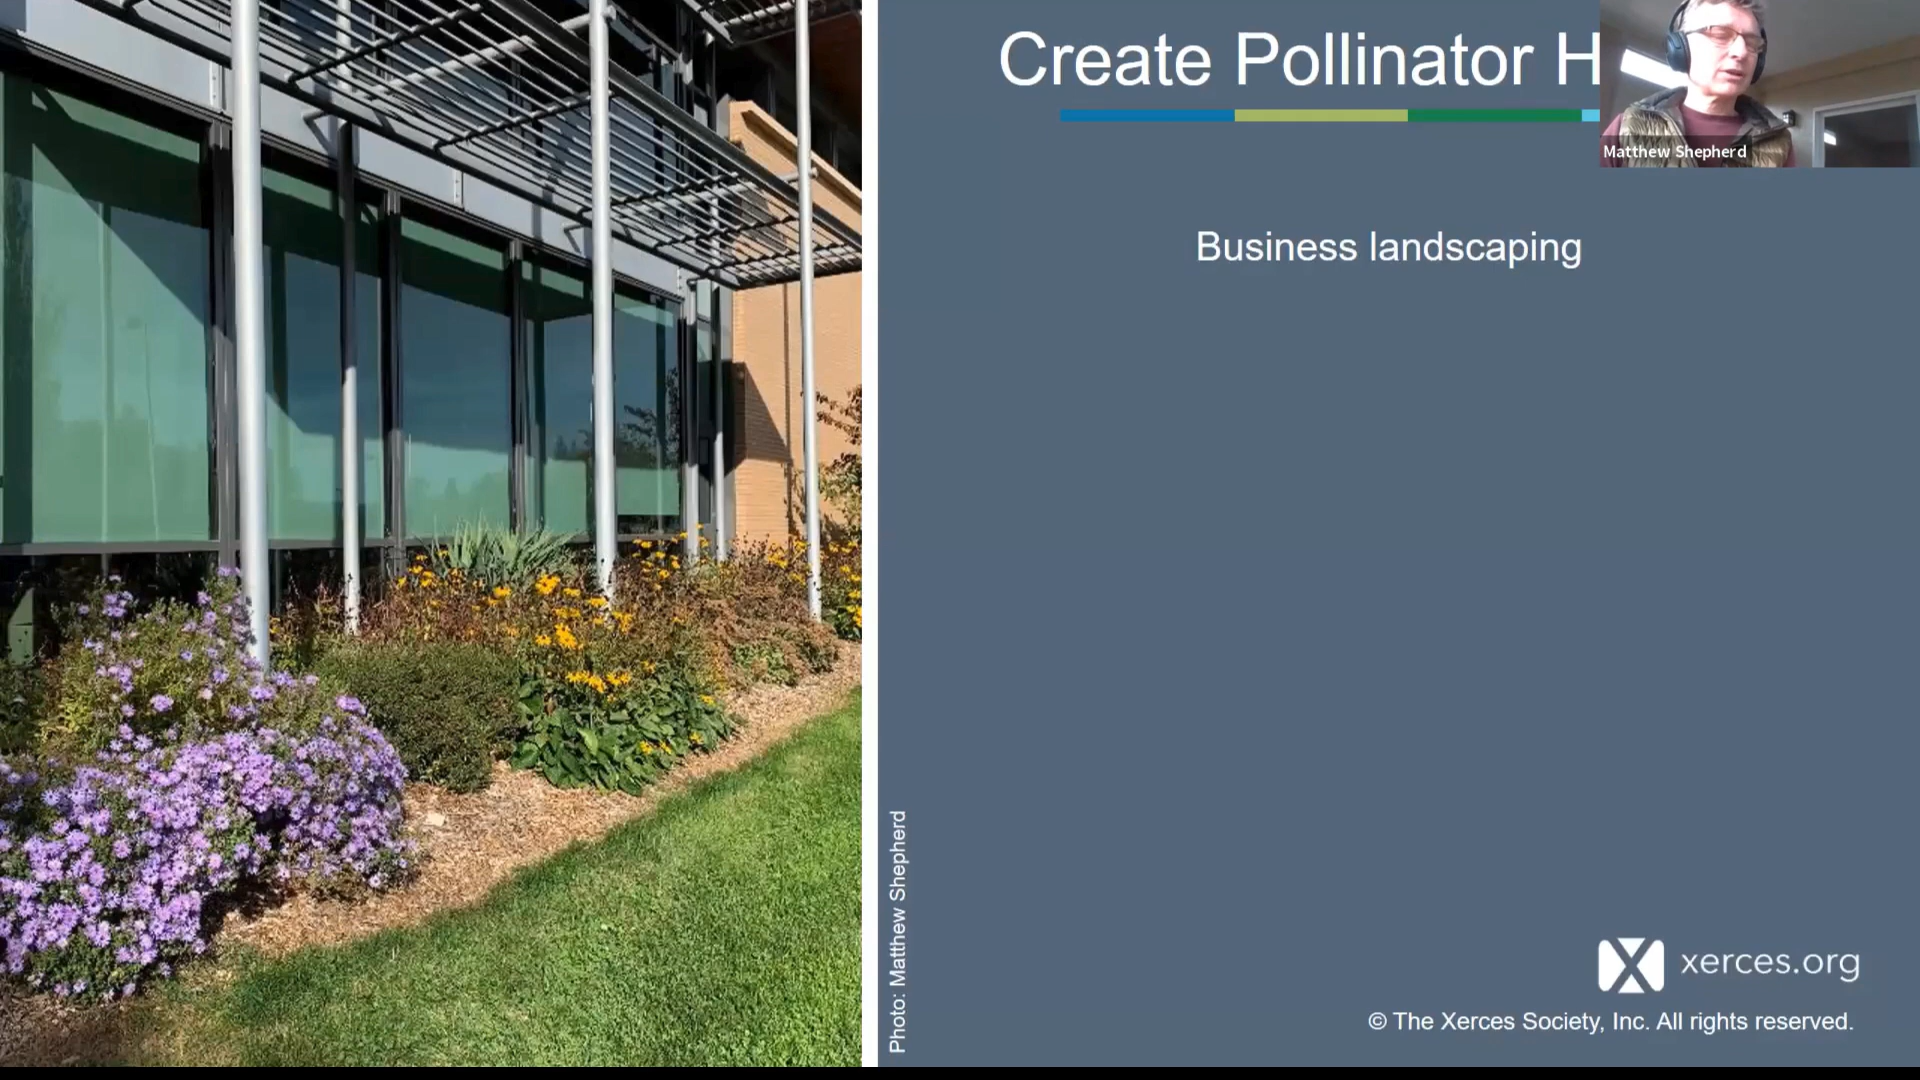 Create Pollinator H
Matthew Shepherd
Business landscaping
Photo: Matthew Shepherd
xerces.org
© The Xerces Society, Inc. All rights reserved.